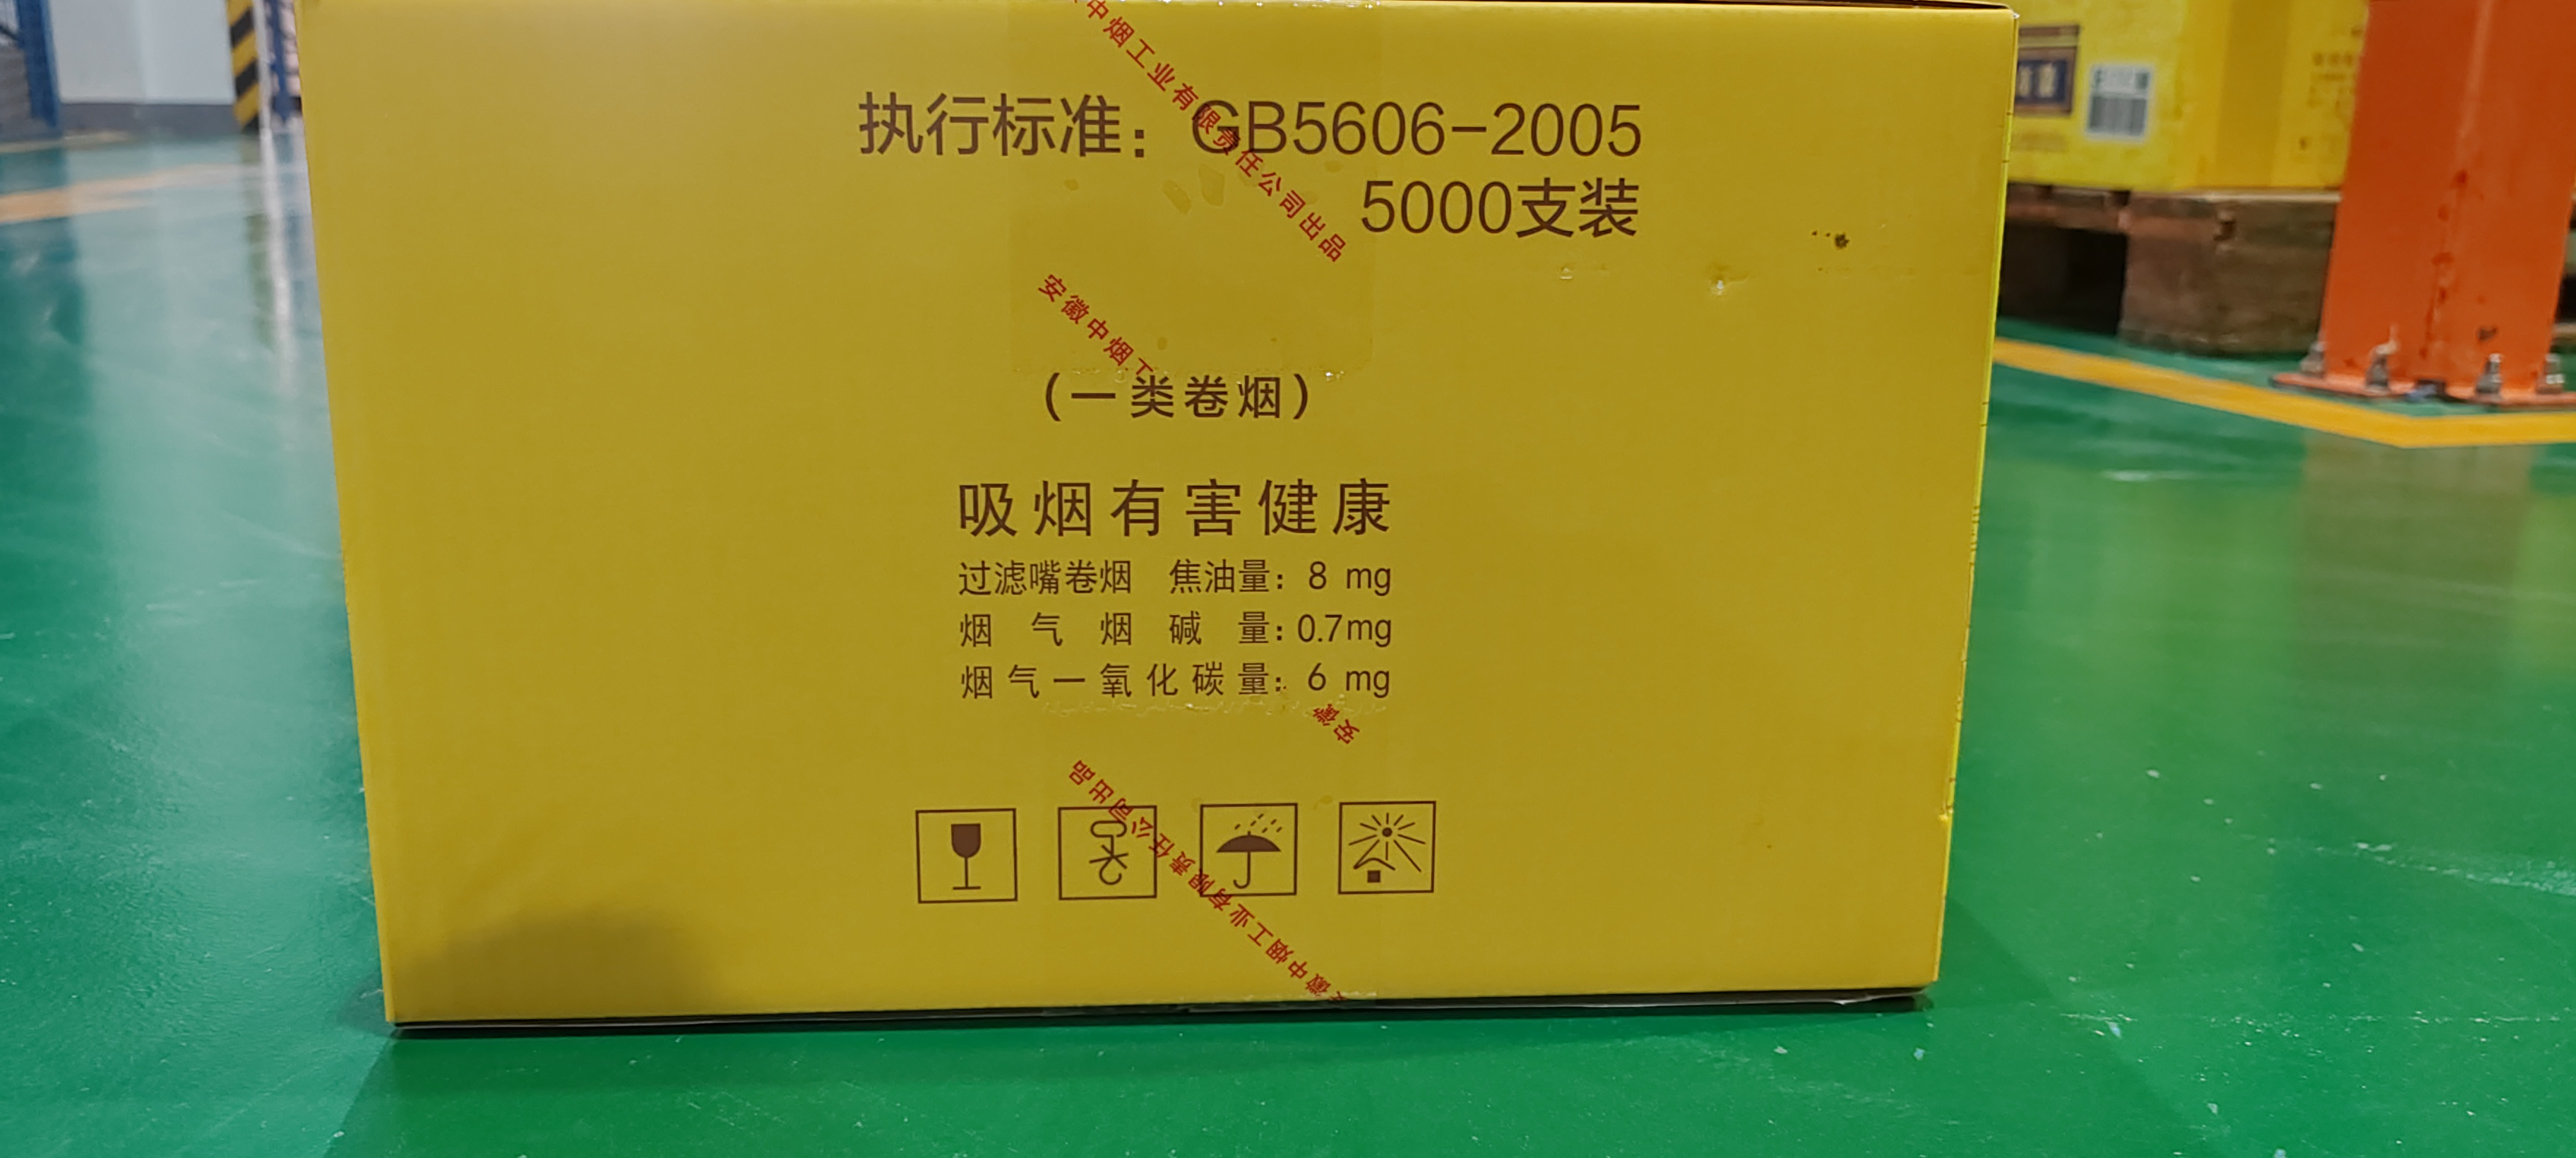 执行标准：GB5606-2005
5000支装
中烟工业有限责任公司出品
安徽中烟
（一类卷烟）
吸烟有害健康
过滤嘴卷烟 焦油量：8 mg
烟气烟碱量：0.7mg
烟气一氧化碳量：6 mg
安徽
安徽中烟工业有限责任公司出品